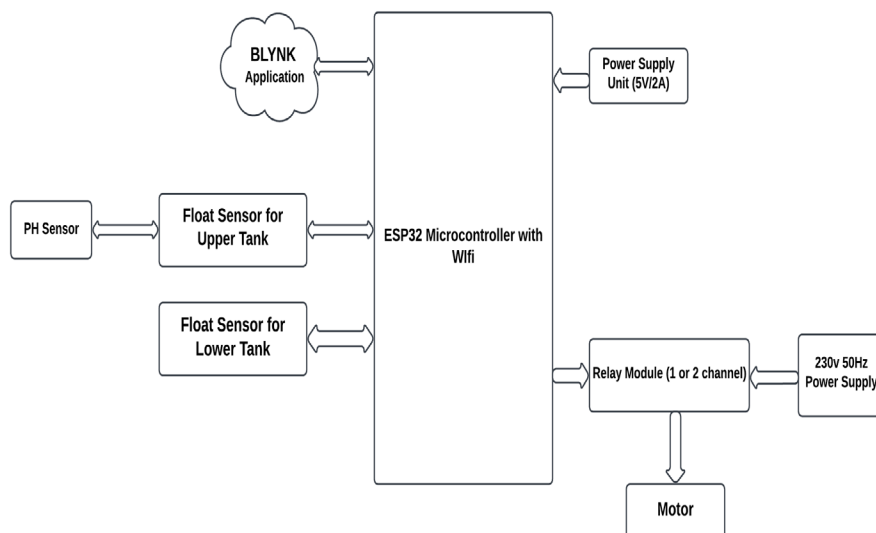 BLYNK
Application
Power Supply
Unit (5V/2A)
PH Sensor
Float Sensor for
Upper Tank
ESP32 Microcontroller with
WIfi
Float Sensor for
Lower Tank
Relay Module (1 or 2 channel)
230v 50Hz
Power Supply
Motor